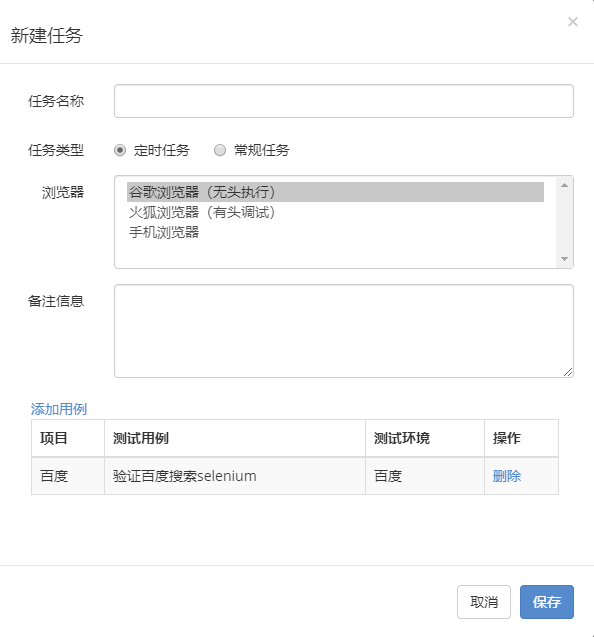 新建任务
×
任务名称
任务类型 定时任务 常规任务
浏览器
谷歌浏览器（无头执行）
火狐浏览器（有头调试）
手机浏览器
备注信息
添加用例
项目 测试用例 测试环境 操作
百度 验证百度搜索selenium 百度 删除
取消 保存